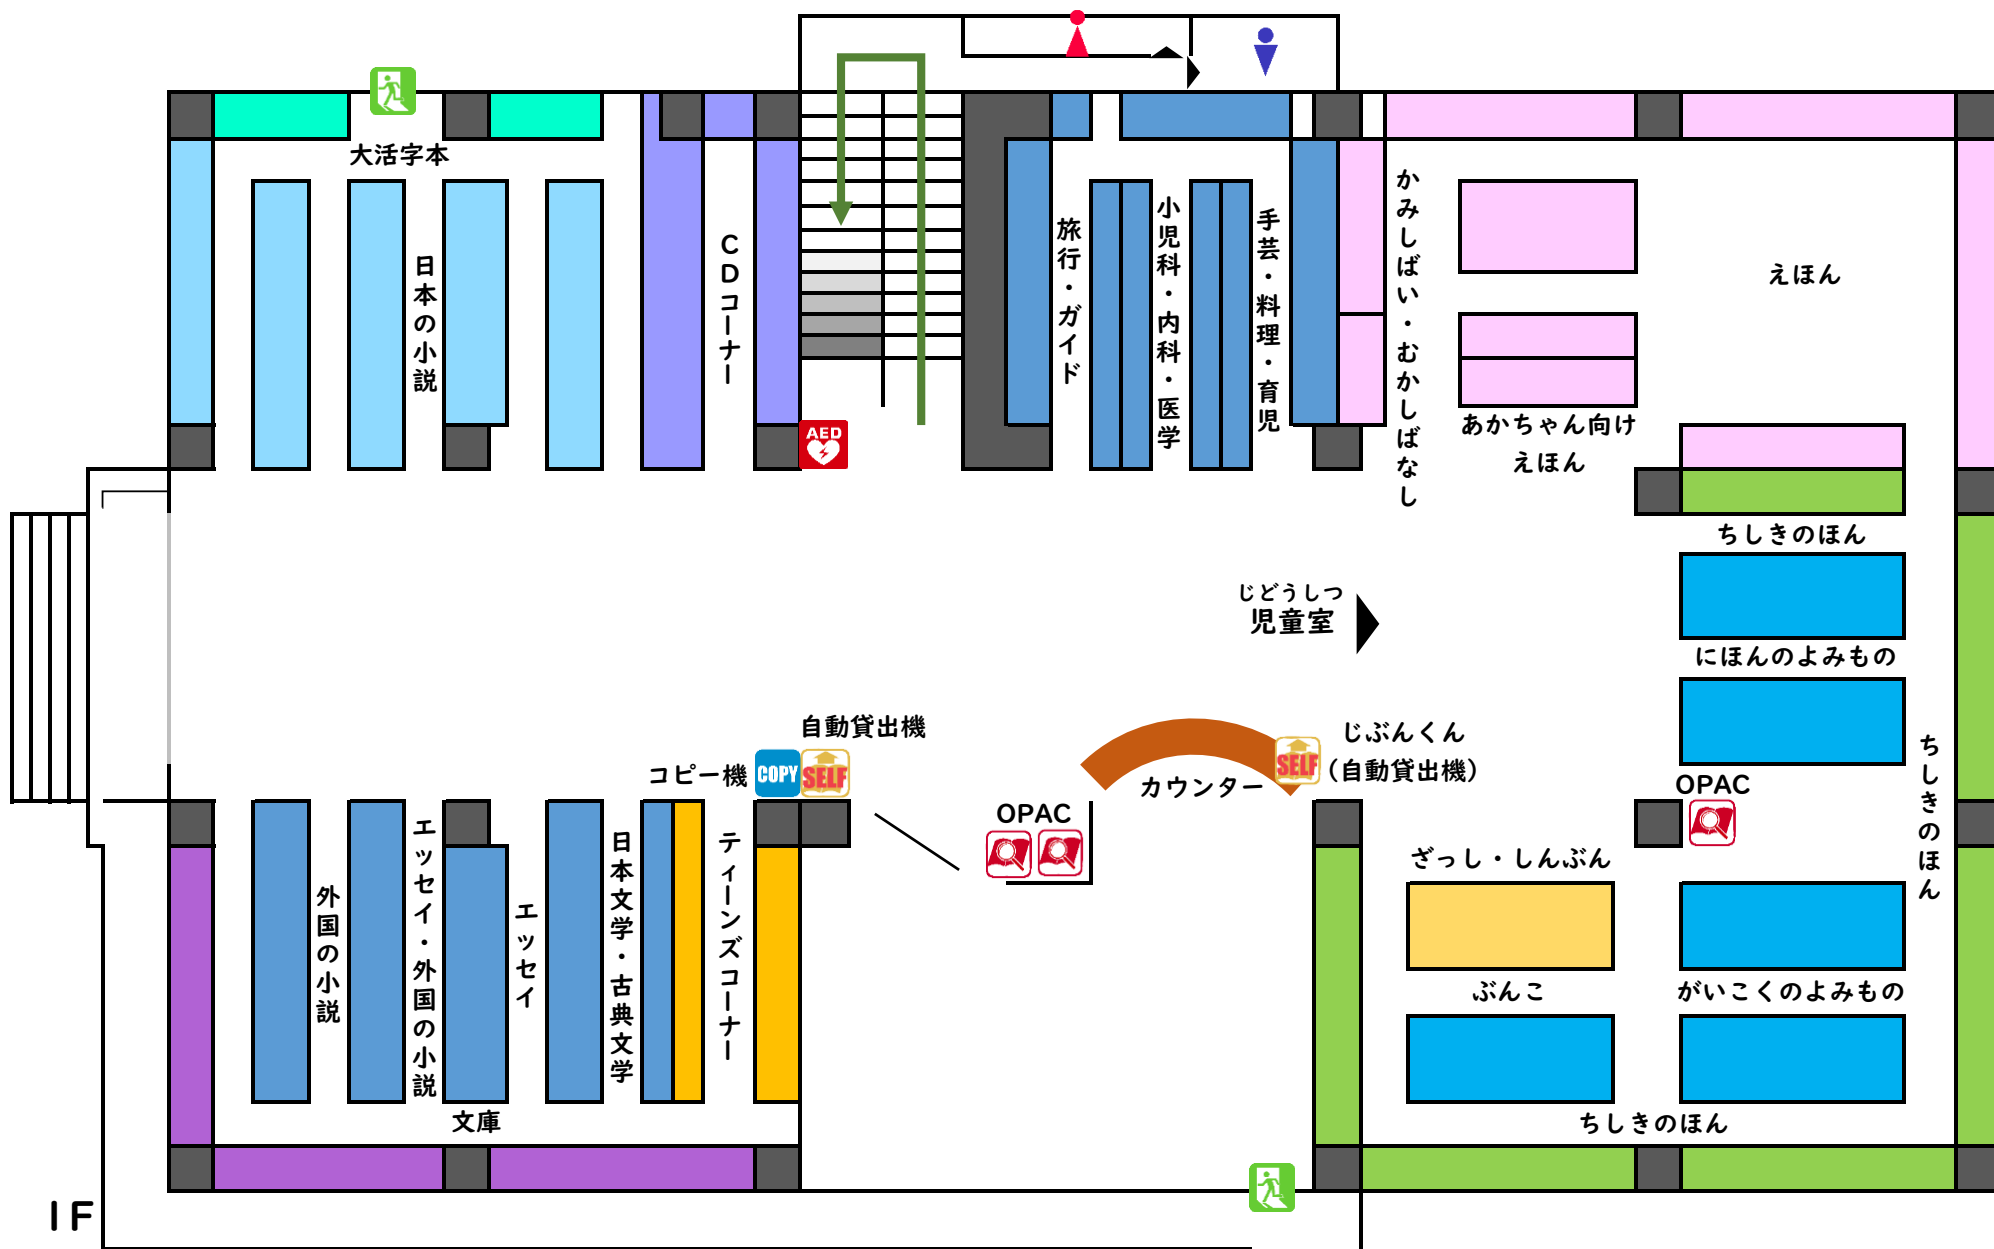 大活字本
日本の小説
CDコーナー
AED
旅行・ガイド
小児科・内科・医学
手芸・料理・育児
かみしばい・むかしばなし
えほん
あかちゃん向け
えほん
ちしきのほん
じどうしつ
児童室
にほんのよみもの
ちしきのほん
自動貸出機
コピー機
COPY
SELF
カウンター
SELF
じぶんくん
(自動貸出機)
OPAC
OPAC
外国の小説
エッセイ・外国の小説
エッセイ
日本文学・古典文学
ティーンズコーナー
文庫
ざっし・しんぶん
ぶんこ
がいこくのよみもの
ちしきのほん
1F